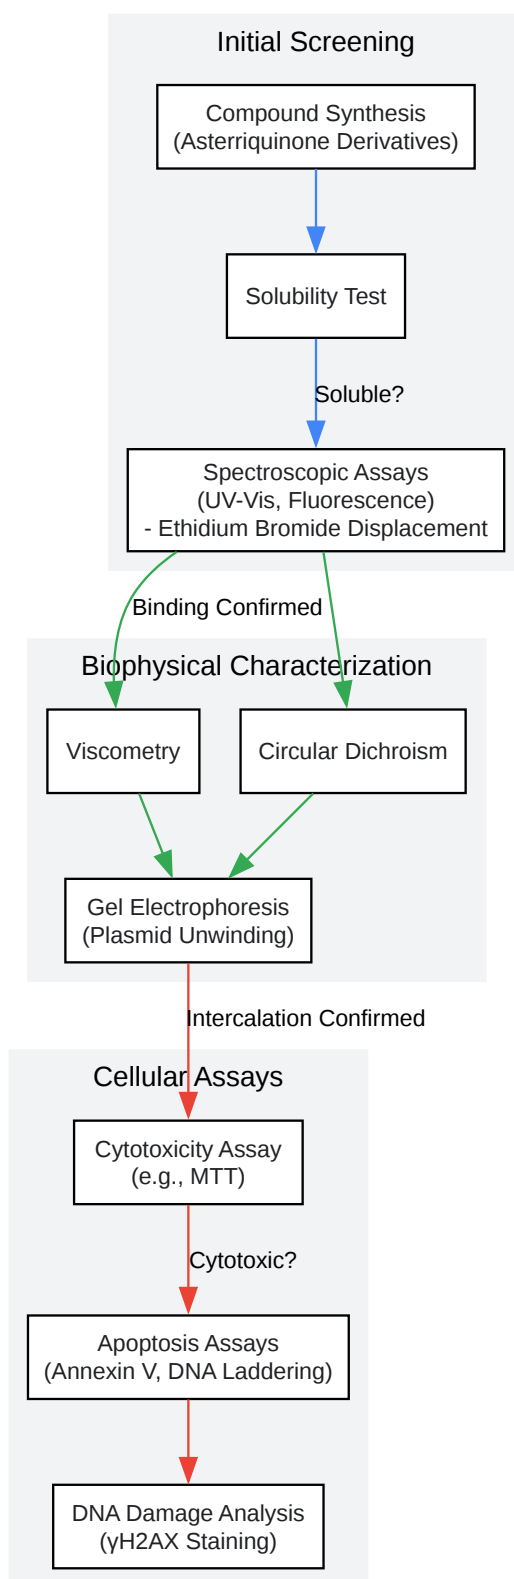 Initial Screening
Compound Synthesis
(Asterriquinone Derivatives)
Solubility Test
Soluble?
Spectroscopic Assays
(UV-Vis, Fluorescence)
- Ethidium Bromide Displacement
Binding Confirmed
Biophysical Characterization
Viscometry
Circular Dichroism
Gel Electrophoresis
(Plasmid Unwinding)
Intercalation Confirmed
Cellular Assays
Cytotoxicity Assay
(e.g., MTT)
Cytotoxic?
Apoptosis Assays
(Annexin V, DNA Laddering)
DNA Damage Analysis
(γH2AX Staining)